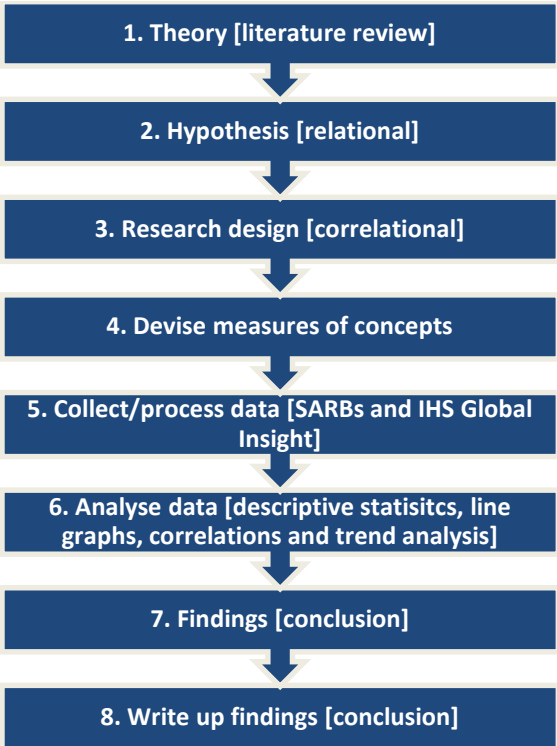 1. Theory [literature review]
2. Hypothesis [relational]
3. Research design [correlational]
4. Devise measures of concepts
5. Collect/process data [SARBs and IHS Global
Insight]
6. Analyse data [descriptive statisitcs, line
graphs, correlations and trend analysis]
7. Findings [conclusion]
8. Write up findings [conclusion]